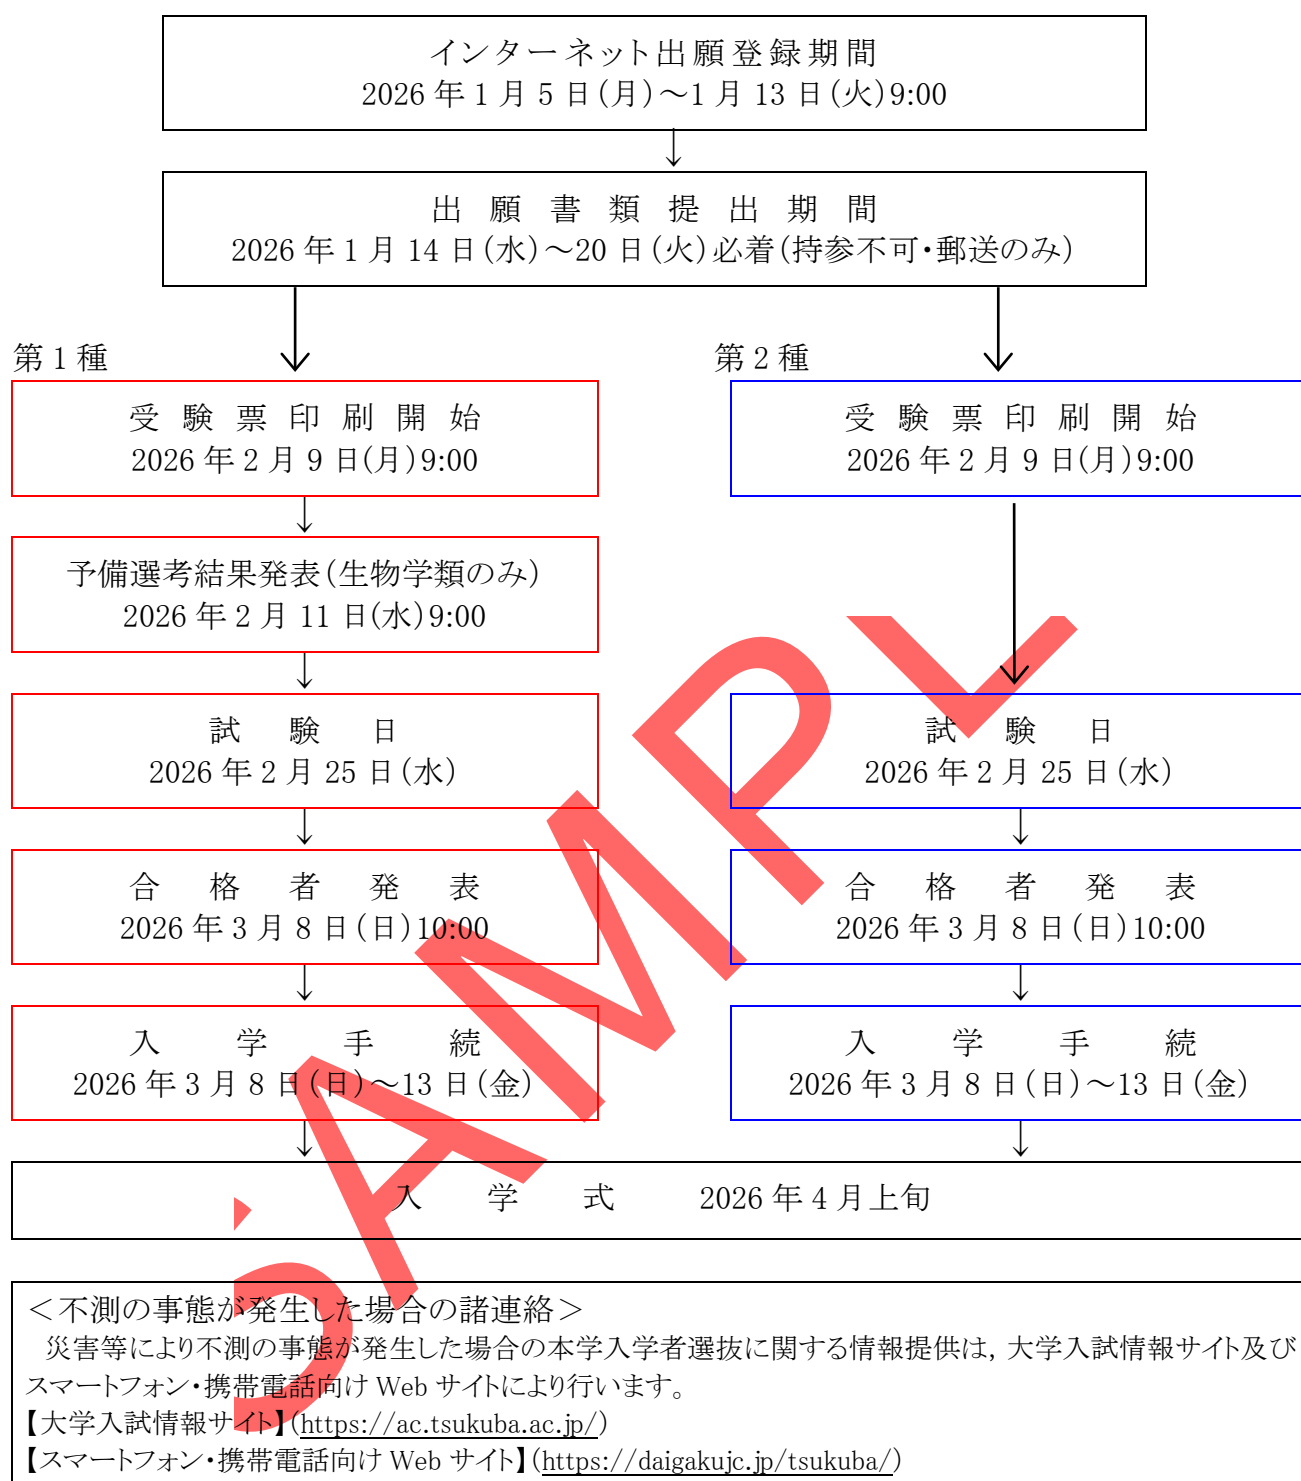 インターネット出願登録期間
2026年1月5日(月)～1月13日(火)9:00
↓
出願書類提出期間
2026年1月14日(水)～20日(火)必着(持参不可・郵送のみ)
第1種
受験票印刷開始
2026年2月9日(月)9:00
↓
予備選考結果発表(生物学類のみ)
2026年2月11日(水)9:00
↓
試験日
2026年2月25日(水)
↓
合格者発表
2026年3月8日(日)10:00
↓
入学手続
2026年3月8日(日)～13日(金)
↓
第2種
受験票印刷開始
2026年2月9日(月)9:00
試験日
2026年2月25日(水)
↓
合格者発表
2026年3月8日(日)10:00
↓
入学手続
2026年3月8日(日)～13日(金)
↓
入学式 2026年4月上旬
＜不測の事態が発生した場合の諸連絡＞
災害等により不測の事態が発生した場合の本学入学者選抜に関する情報提供は，大学入試情報サイト及び
スマートフォン・携帯電話向けWebサイトにより行います。
【大学入試情報サイト】(https://ac.tsukuba.ac.jp/)
【スマートフォン・携帯電話向けWebサイト】(https://daigakujc.jp/tsukuba/)
SAMPL